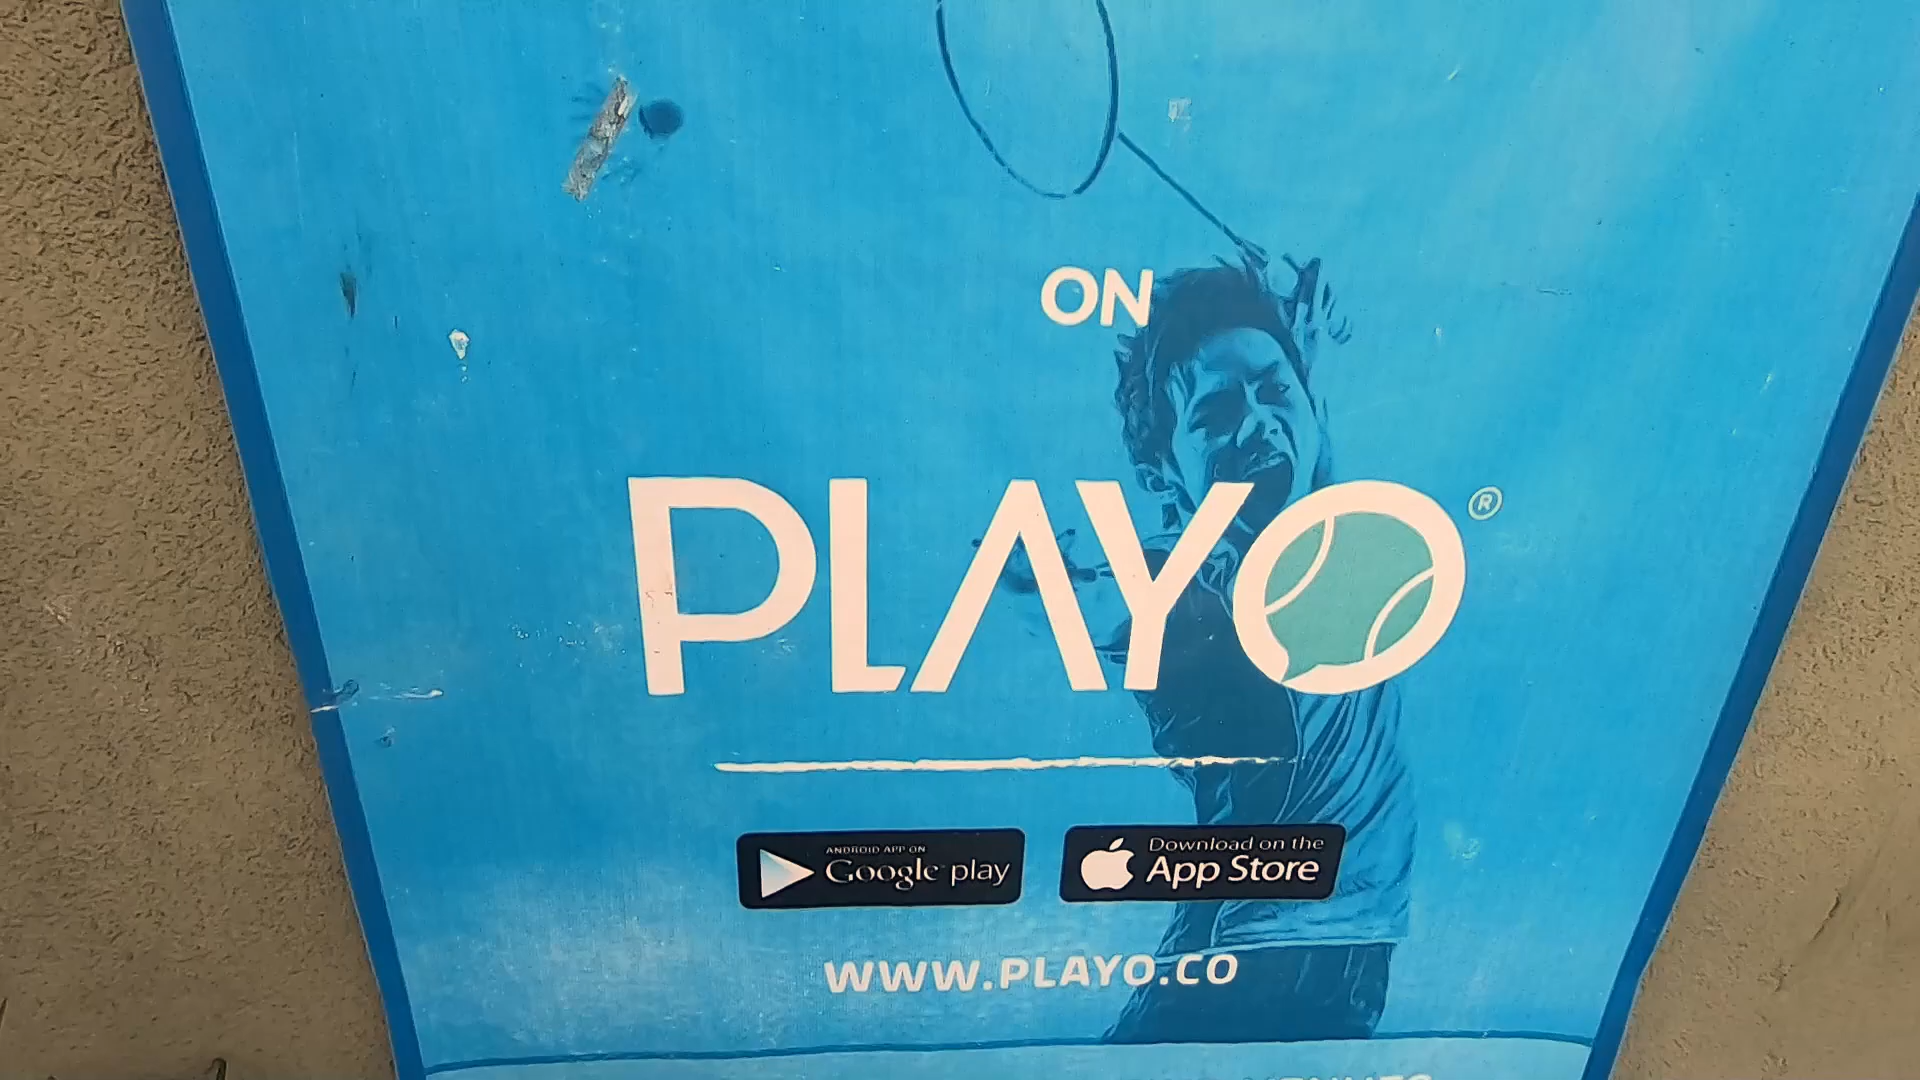 ON
PLAYO®
ANDROID APP ON
Google play
Download on the
App Store
WWW.PLAYO.CO